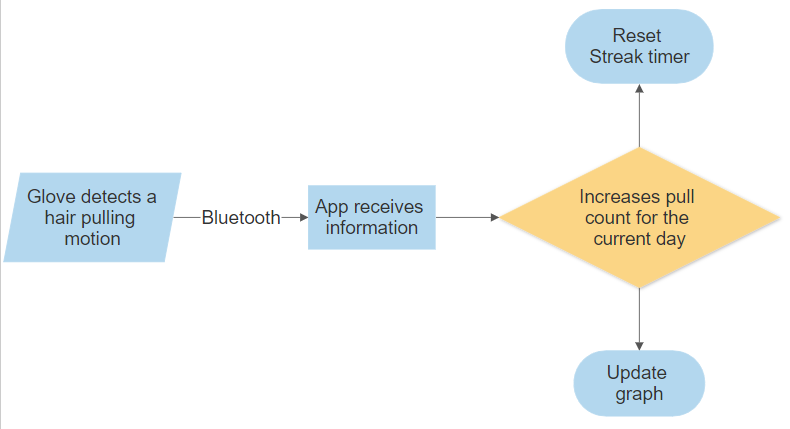 Glove detects a
hair pulling
motion
Bluetooth
App receives
information
Increases pull
count for the
current day
Reset
Streak timer
Update
graph